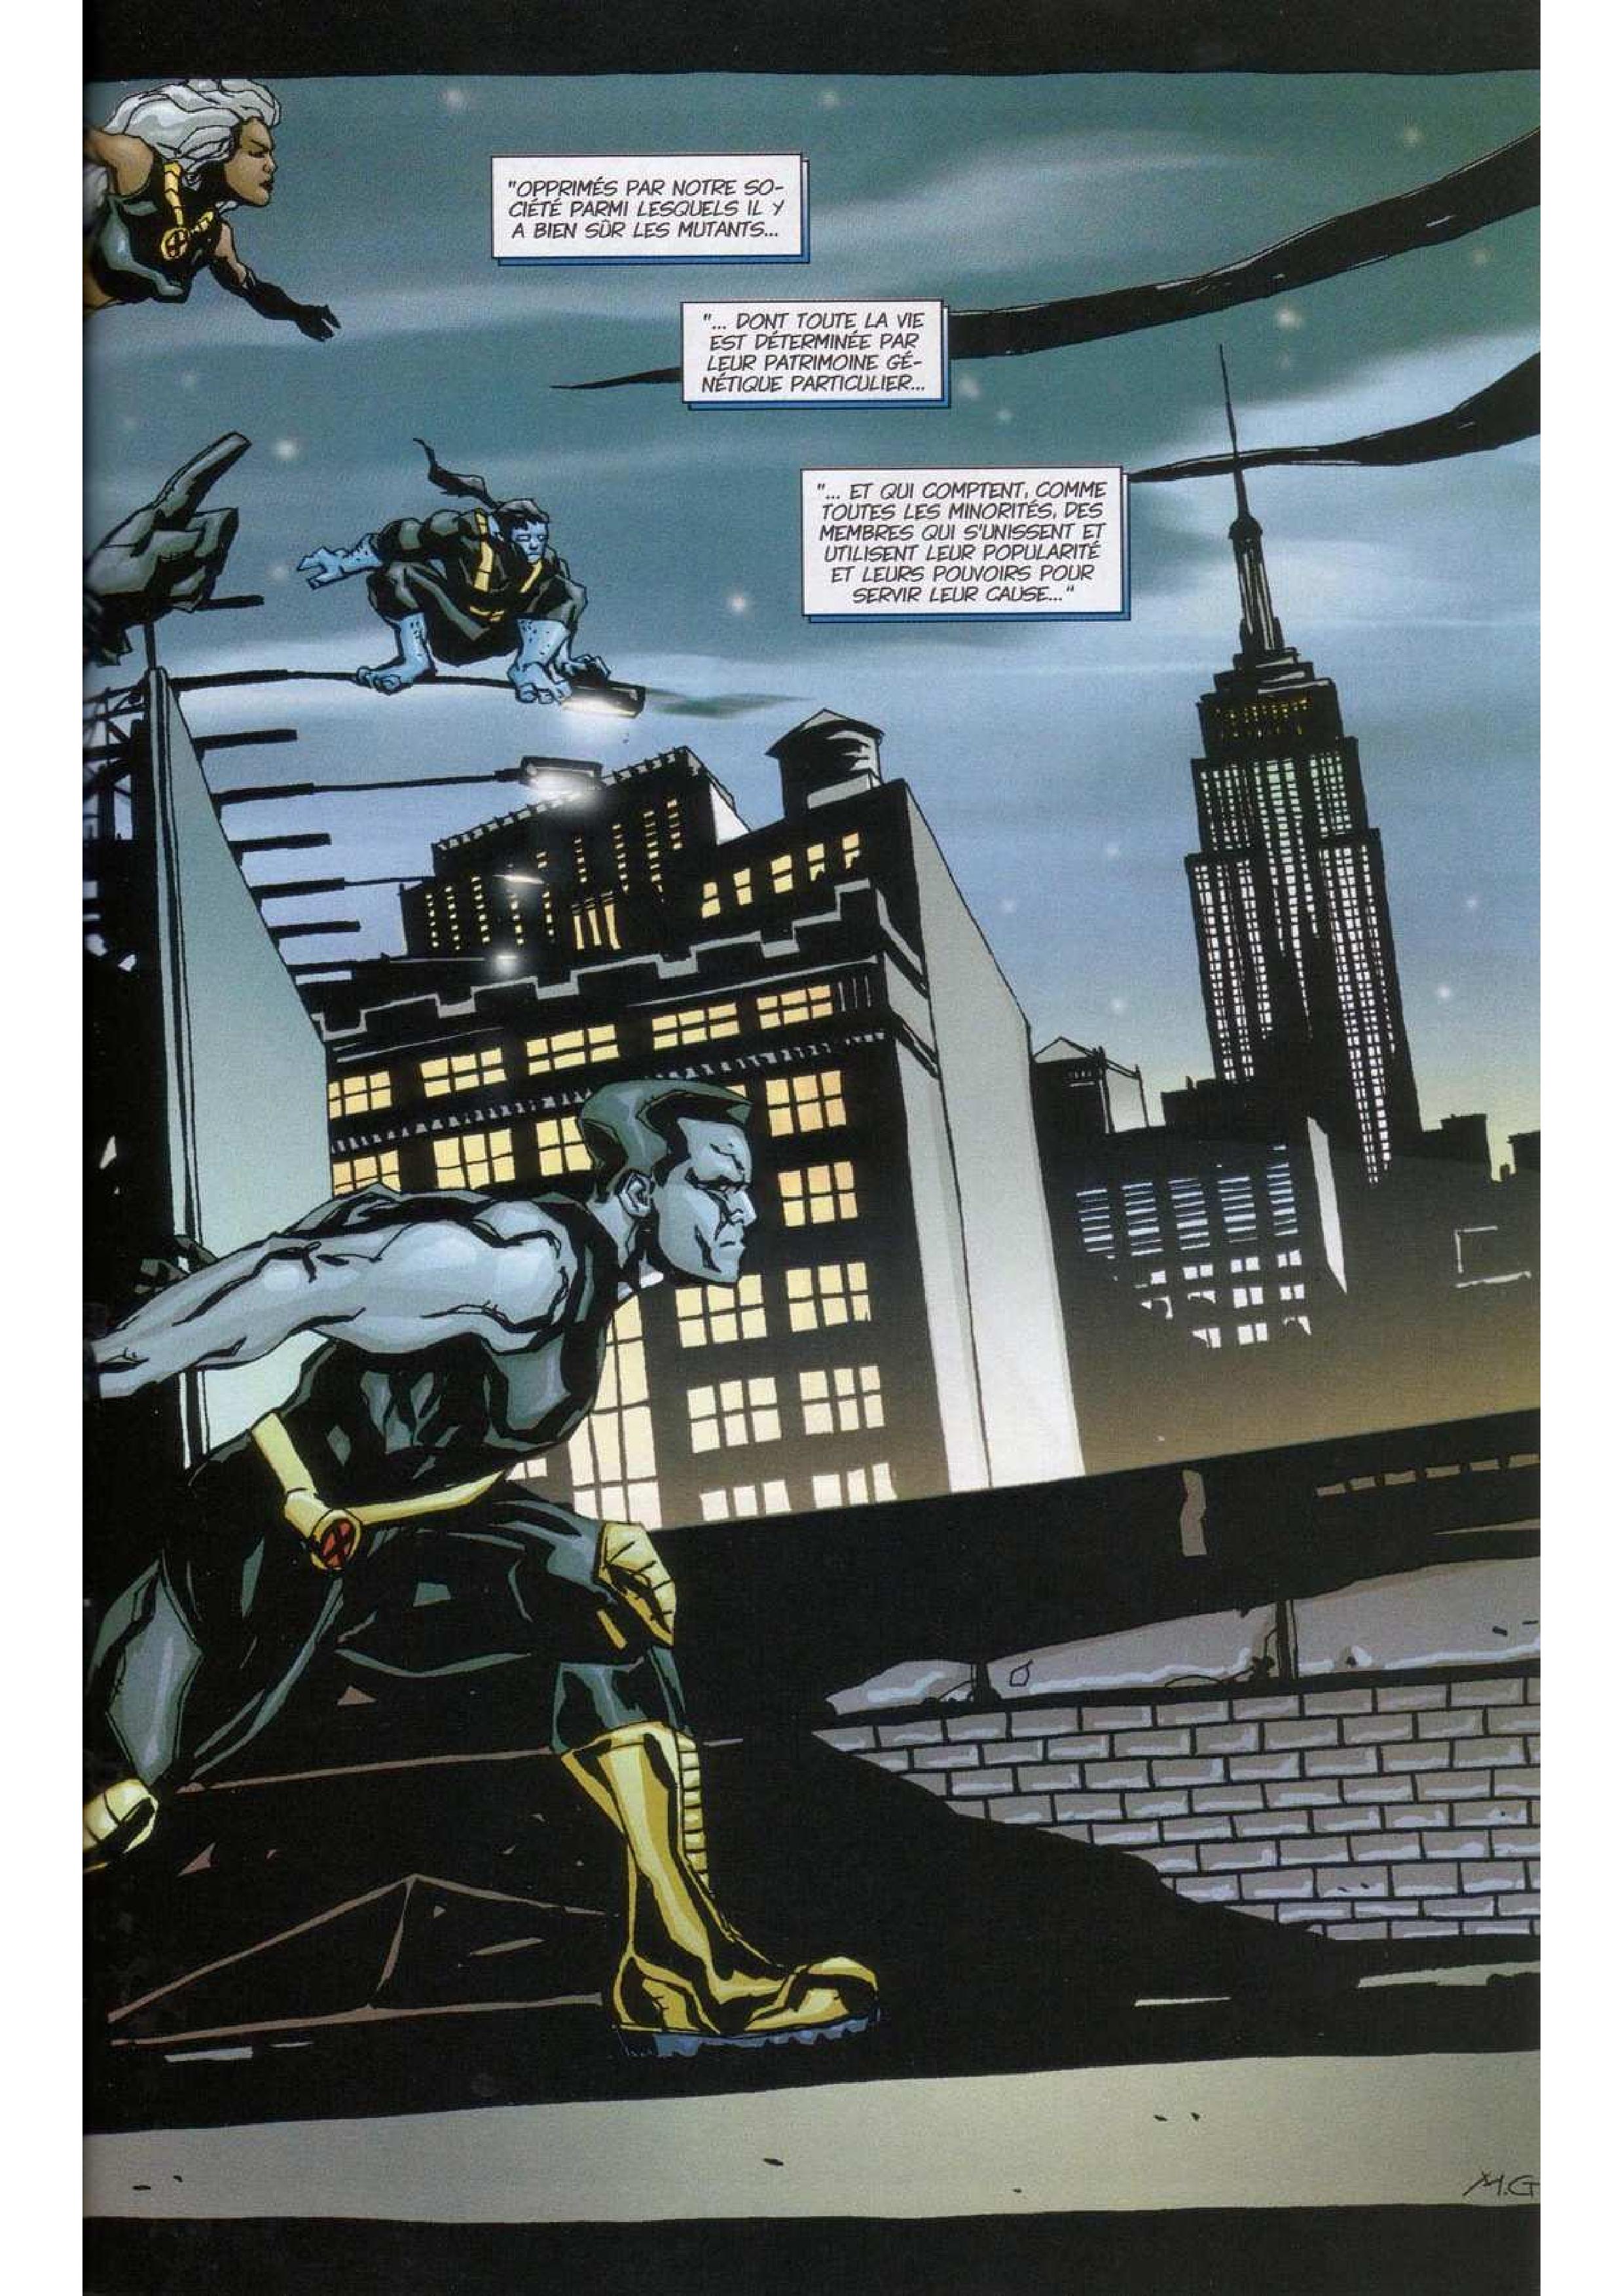 "OPPRIMÉS PAR NOTRE SO-
CIÉTÉ PARMI LESQUELS IL Y
A BIEN SÛR LES MUTANTS...
"... DONT TOUTE LA VIE
EST DÉTERMINÉE PAR
LEUR PATRIMOINE GÉ-
NÉTIQUE PARTICULIER...
"... ET QUI COMPTENT, COMME
TOUTES LES MINORITÉS, DES
MEMBRES QUI S'UNISSENT ET
UTILISENT LEUR POPULARITÉ
ET LEURS POUVOIRS POUR
SERVIR LEUR CAUSE..."
M.G